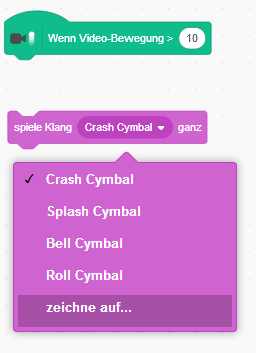 Wenn Video-Bewegung > 10
spiele Klang Crash Cymbal ganz
✓ Crash Cymbal
Splash Cymbal
Bell Cymbal
Roll Cymbal
zeichne auf...